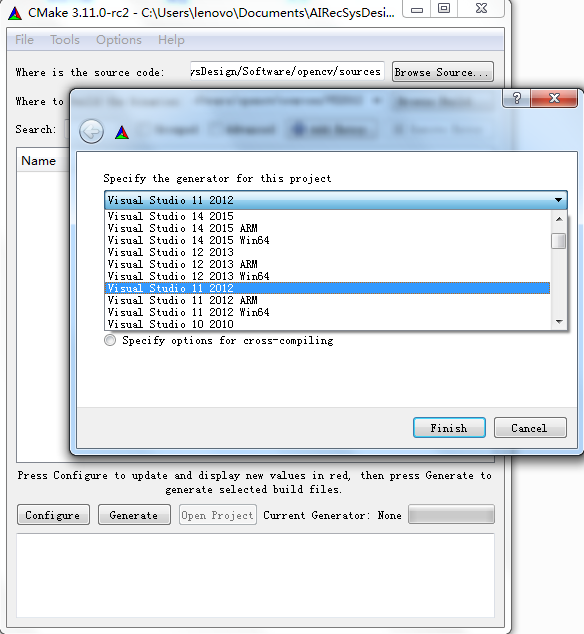 CMake 3.11.0-rc2 - C:\Users\lenovo\Documents\AIRecSysDesi...
File Tools Options Help
Where is the source code: ysDesign/Software/opencv/sources Browse Source...
Where to
Search:
Name
Specify the generator for this project
Visual Studio 11 2012
Visual Studio 14 2015
Visual Studio 14 2015 ARM
Visual Studio 14 2015 Win64
Visual Studio 12 2013
Visual Studio 12 2013 ARM
Visual Studio 12 2013 Win64
Visual Studio 11 2012
Visual Studio 11 2012 ARM
Visual Studio 11 2012 Win64
Visual Studio 10 2010
Specify options for cross-compiling
Finish Cancel
Press Configure to update and display new values in red, then press Generate to
generate selected build files.
Configure Generate Open Project Current Generator: None